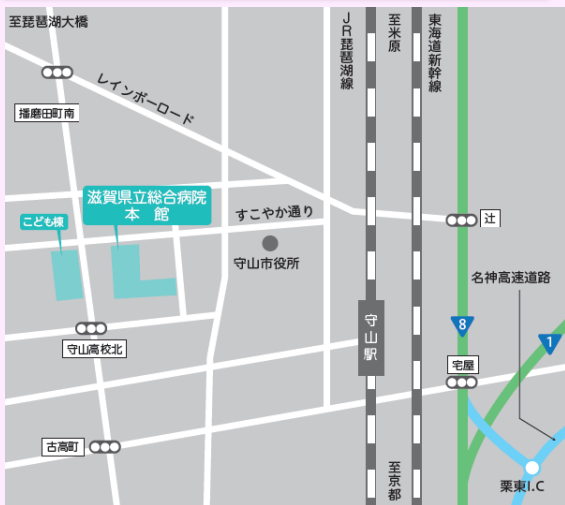 至琵琶湖大橋
JR琵琶湖線
至米原
東海道新幹線
レインボーロード
播磨田町南
滋賀県立総合病院
本 館
こども棟
すこやか通り
辻
守山市役所
名神高速道路
守山駅
8
1
守山高校北
宅屋
古高町
至京都
栗東I.C